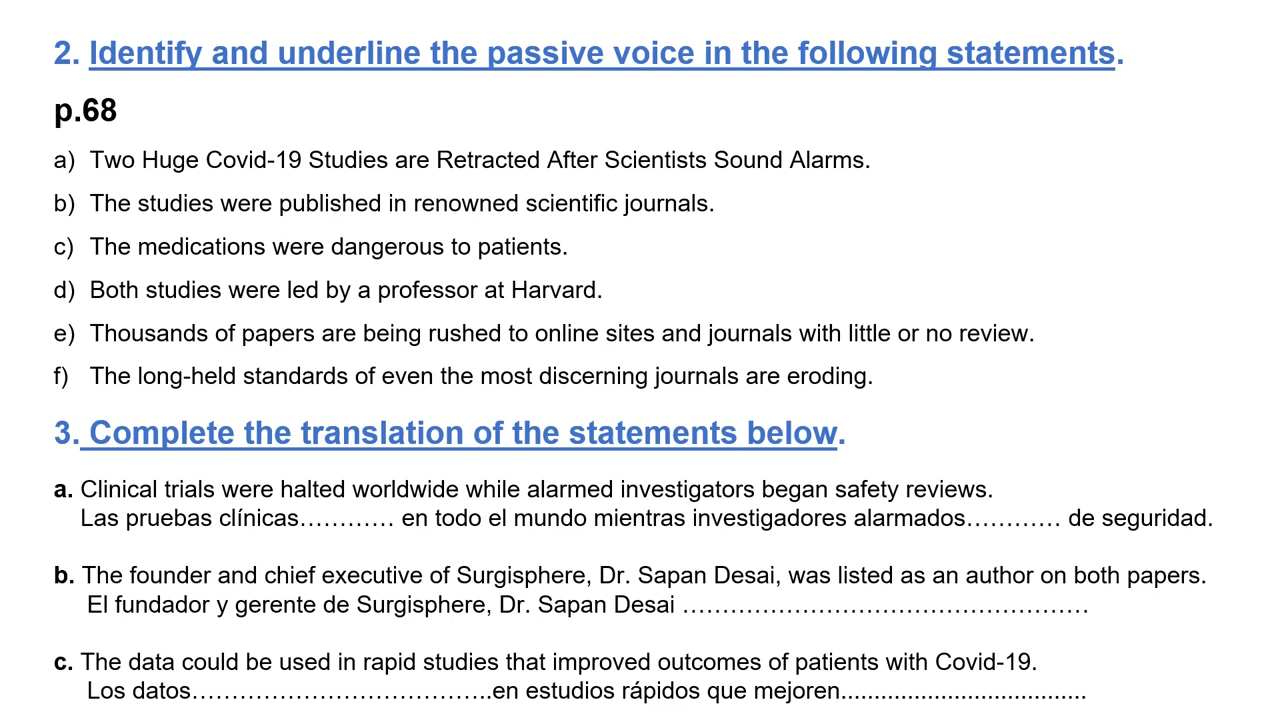 2. Identify and underline the passive voice in the following statements.
p.68
a) Two Huge Covid-19 Studies are Retracted After Scientists Sound Alarms.
b) The studies were published in renowned scientific journals.
c) The medications were dangerous to patients.
d) Both studies were led by a professor at Harvard.
e) Thousands of papers are being rushed to online sites and journals with little or no review.
f) The long-held standards of even the most discerning journals are eroding.
3. Complete the translation of the statements below.
a. Clinical trials were halted worldwide while alarmed investigators began safety reviews.
Las pruebas clínicas………… en todo el mundo mientras investigadores alarmados………… de seguridad.
b. The founder and chief executive of Surgisphere, Dr. Sapan Desai, was listed as an author on both papers.
El fundador y gerente de Surgisphere, Dr. Sapan Desai ……………………………………………
c. The data could be used in rapid studies that improved outcomes of patients with Covid-19.
Los datos………………………………..en estudios rápidos que mejoren.....................................